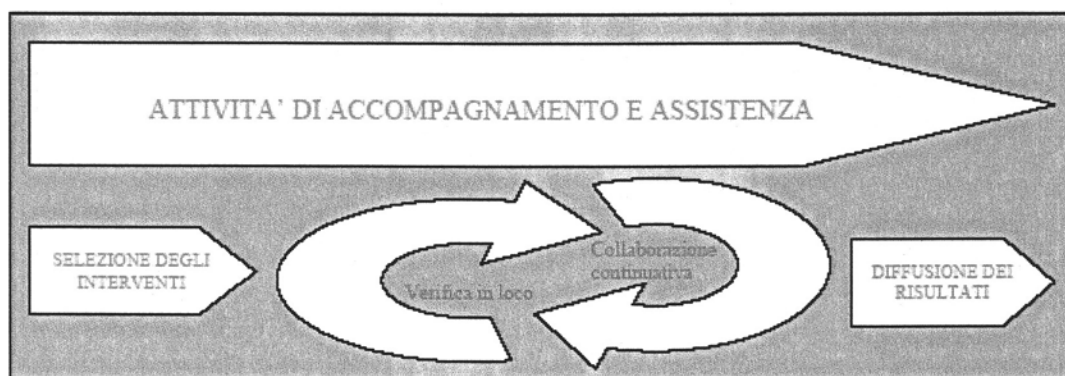 ATTIVITA' DI ACCOMPAGNAMENTO E ASSISTENZA
SELEZIONE DEGLI
INTERVENTI
Verifica in loco
Collaborazione
continuativa
DIFFUSIONE DEI
RISULTATI